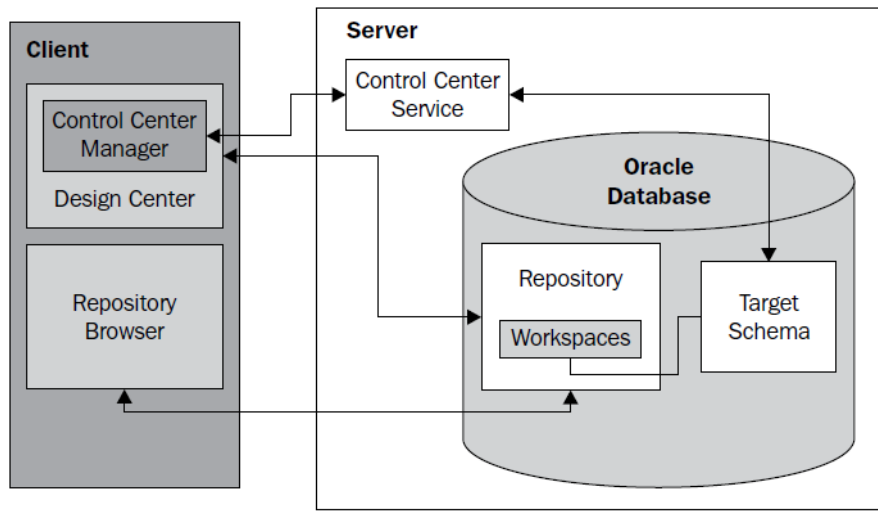 Client
Control Center
Manager
Design Center
Repository
Browser
Server
Control Center
Service
Oracle
Database
Repository
Workspaces
Target
Schema